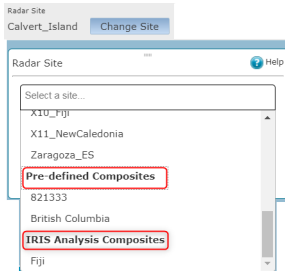 Radar Site
Calvert_Island Change Site
Radar Site Help
Select a site...
X10_Fiji
X11_NewCaledonia
Zaragoza_ES
Pre-defined Composites
821333
British Columbia
IRIS Analysis Composites
Fiji